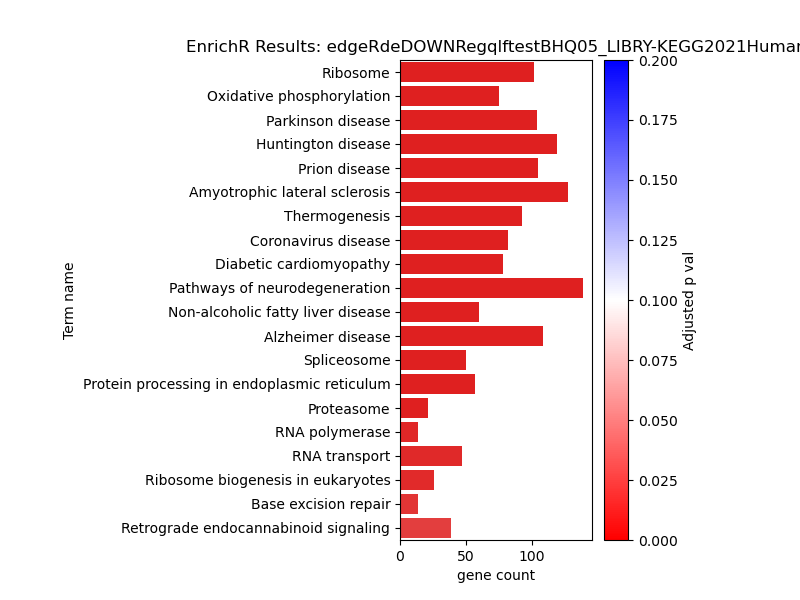 EnrichR Results: edgeRdeDOWNRegqlftestBHQ05_LIBRY-KEGG2021Human
Ribosome
Oxidative phosphorylation
Parkinson disease
Huntington disease
Prion disease
Amyotrophic lateral sclerosis
Thermogenesis
Coronavirus disease
Diabetic cardiomyopathy
Pathways of neurodegeneration
Non-alcoholic fatty liver disease
Alzheimer disease
Spliceosome
Protein processing in endoplasmic reticulum
Proteasome
RNA polymerase
RNA transport
Ribosome biogenesis in eukaryotes
Base excision repair
Retrograde endocannabinoid signaling
Term name
0 50 100
gene count
0.200
0.175
0.150
0.125
0.100
0.075
0.050
0.025
0.000
Adjusted p val